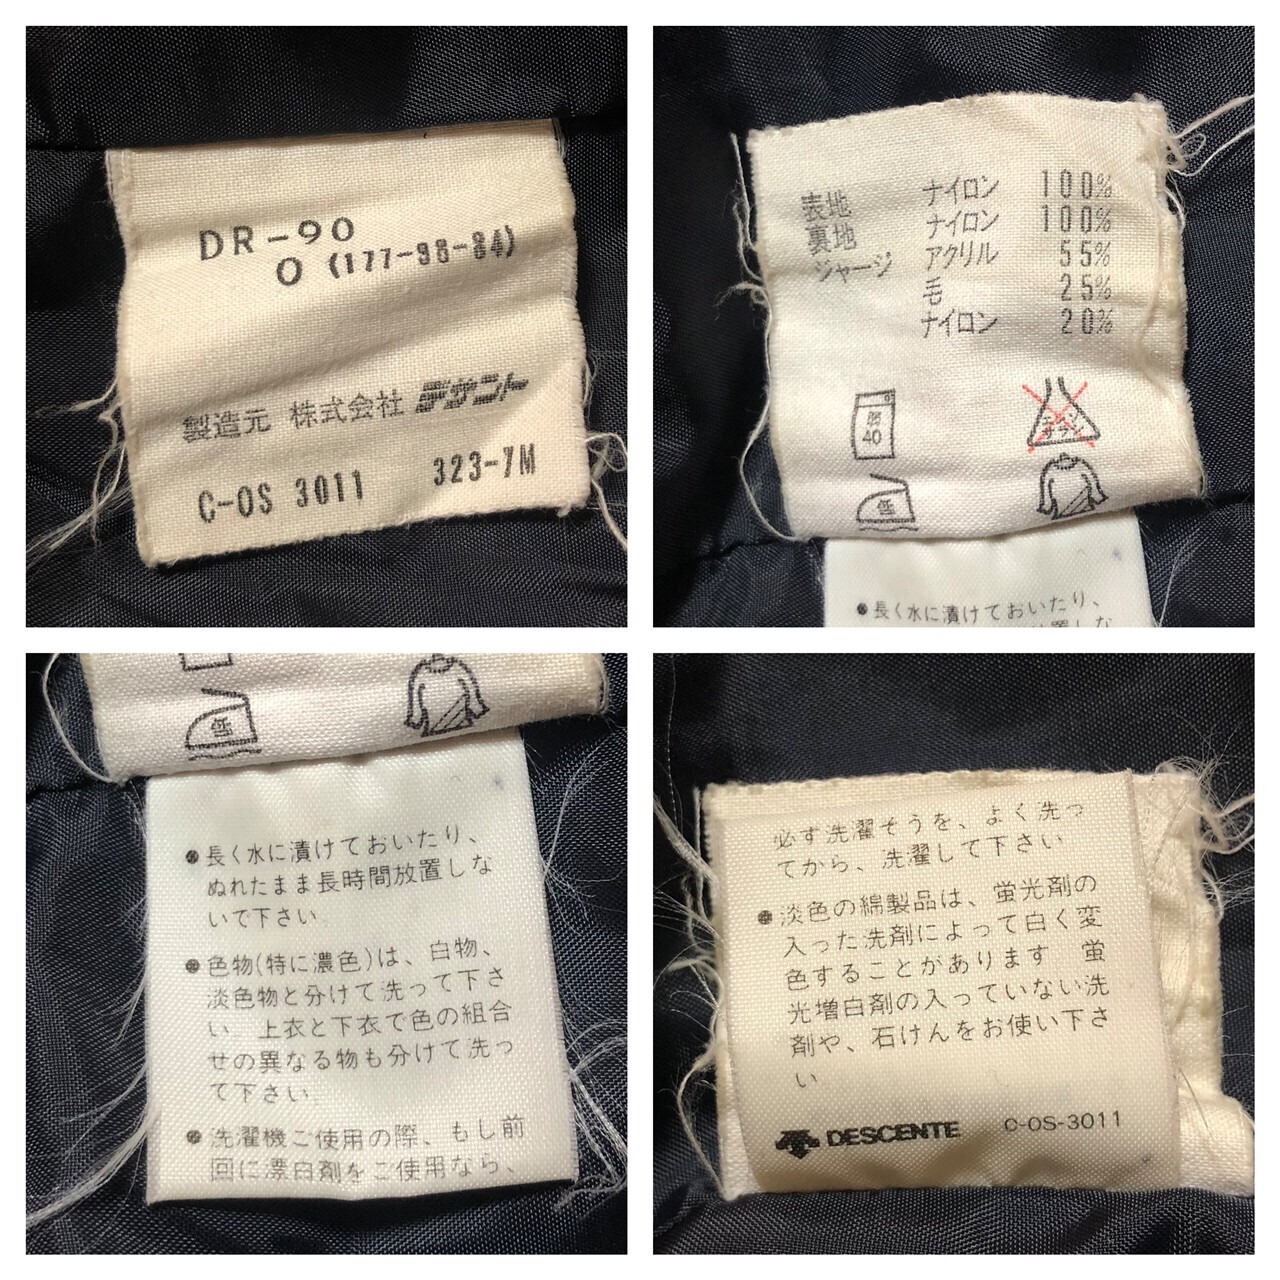 DR-90
O (177-98-84)
製造元 株式会社 デサント
C-OS 3011 323-7M
表地 ナイロン 100%
裏地 ナイロン 100%
ジャージ アクリル 55%
毛 25%
ナイロン 20%
弱
40
エンソ
サラシ
低
●長く水に漬けておいたり、
低
●長く水に漬けておいたり、
ぬれたまま長時間放置しな
いで下さい
●色物(特に濃色)は、白物、
淡色物と分けて洗って下さ
い 上衣と下衣で色の組合
せの異なる物も分けて洗っ
て下さい
●洗濯機ご使用の際、もし前
回に漂白剤をご使用なら、
必ず洗濯そうを、よく洗っ
てから、洗濯して下さい
●淡色の綿製品は、蛍光剤の
入った洗剤によって白く変
色することがあります 蛍
光増白剤の入っていない洗
剤や、石けんをお使い下さ
い
DESCENTE C-OS-3011